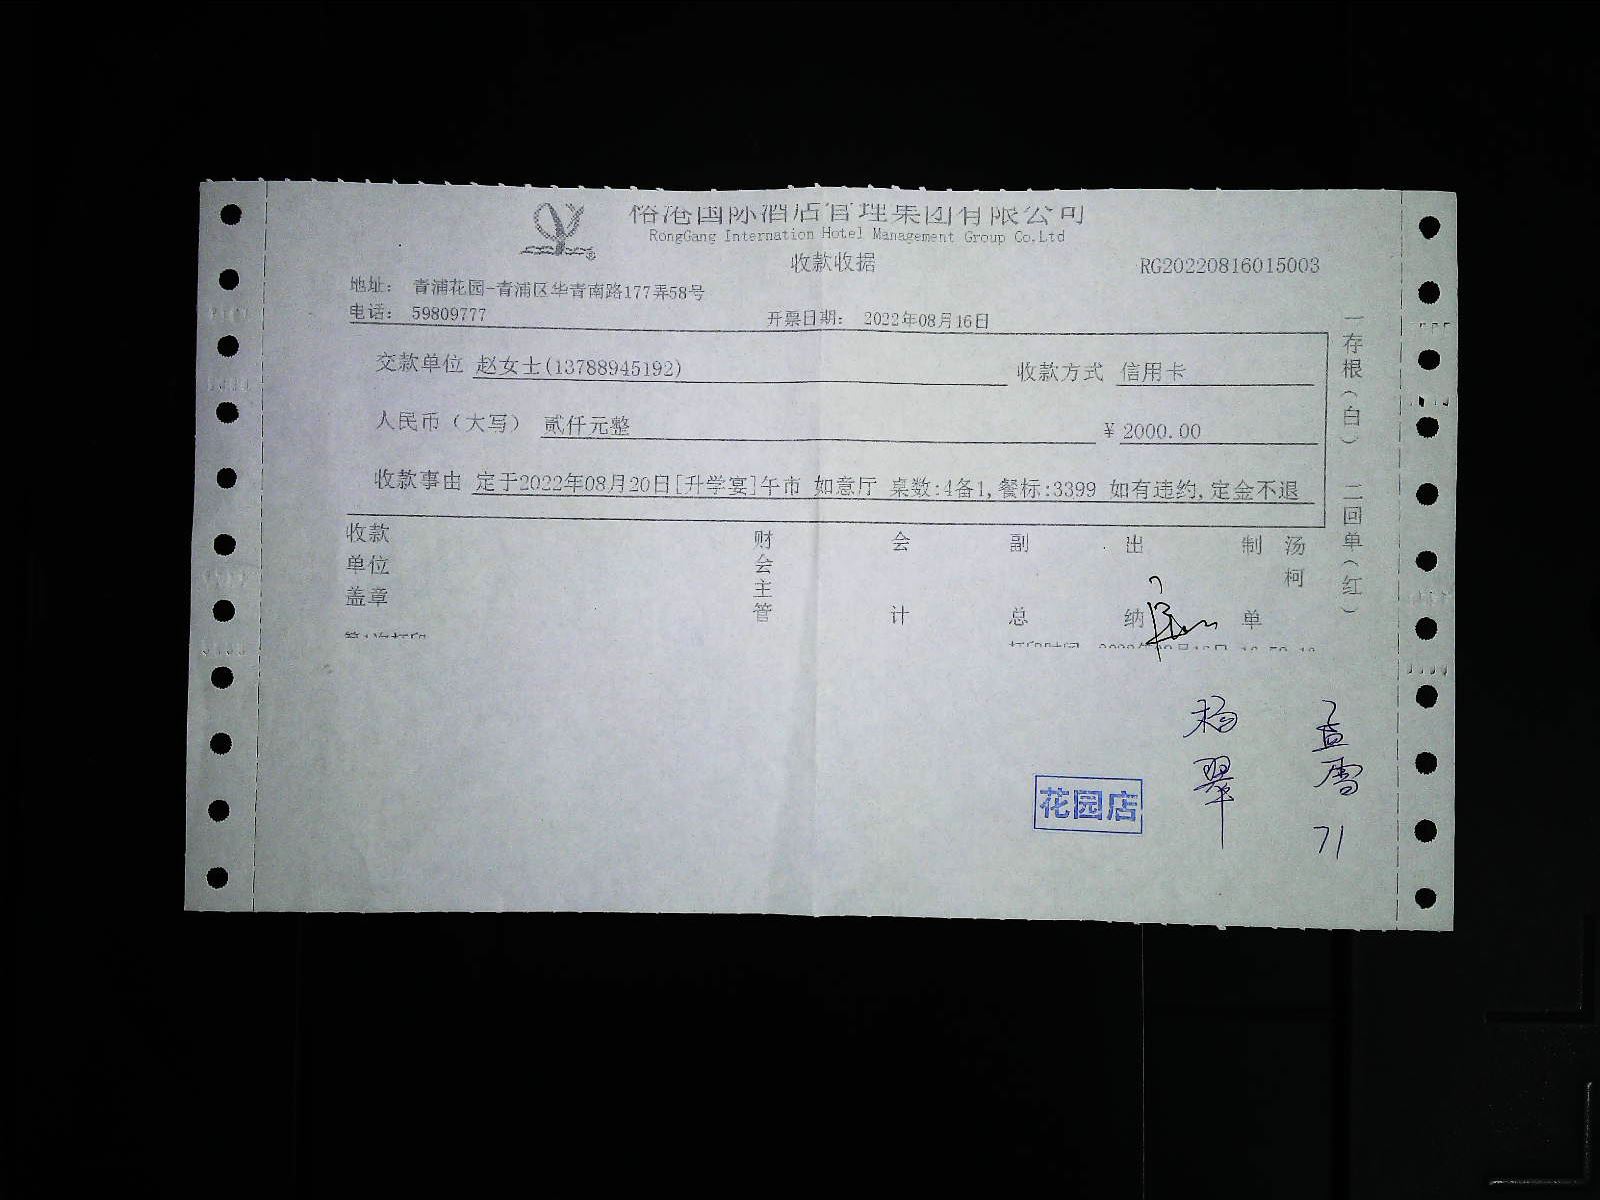 裕港国际酒店管理集团有限公司
RongGang Internation Hotel Management Group Co.Ltd
收款收据
RG20220816015003
地址： 青浦花园-青浦区华青南路177弄58号
电话： 59809777
开票日期： 2022年08月16日
交款单位 赵女士(13788945192)
收款方式 信用卡
人民币（大写） 贰仟元整
¥ 2000.00
收款事由 定于2022年08月20日[升学宴]午市 如意厅 桌数:4备1,餐标:3399 如有违约,定金不退
一存根（白） 二回单（红）
收款单位盖章
财会主管
会计
副总
出纳
制单
汤柯
第1次打印
杨翠
孟雪
71
花园店